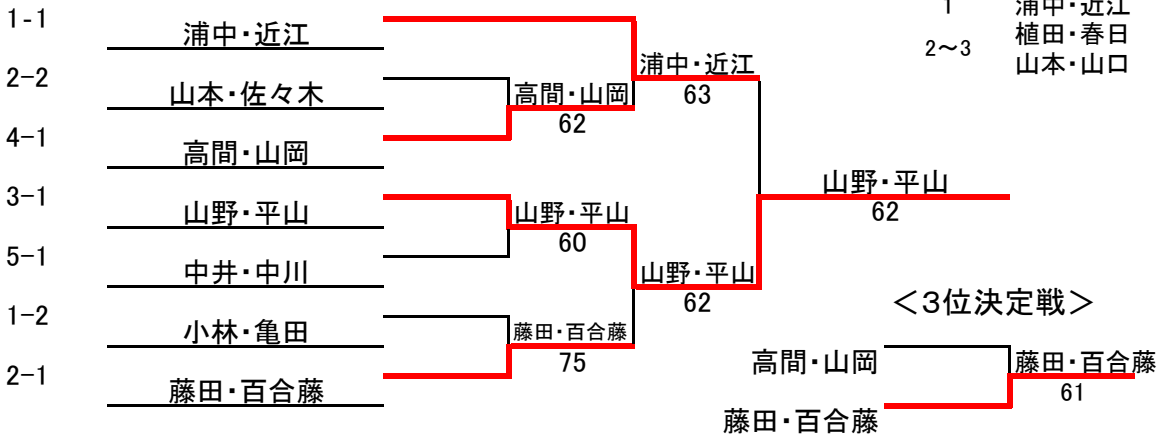 1-1
浦中・近江
2-2
山本・佐々木
4-1
高間・山岡
3-1
山野・平山
5-1
中井・中川
1-2
小林・亀田
2-1
藤田・百合藤
高間・山岡
62
山野・平山
60
藤田・百合藤
75
浦中・近江
63
山野・平山
62
山野・平山
62
1 浦中・近江
植田・春日
2～3
山本・山口
＜3位決定戦＞
高間・山岡
藤田・百合藤
藤田・百合藤
61